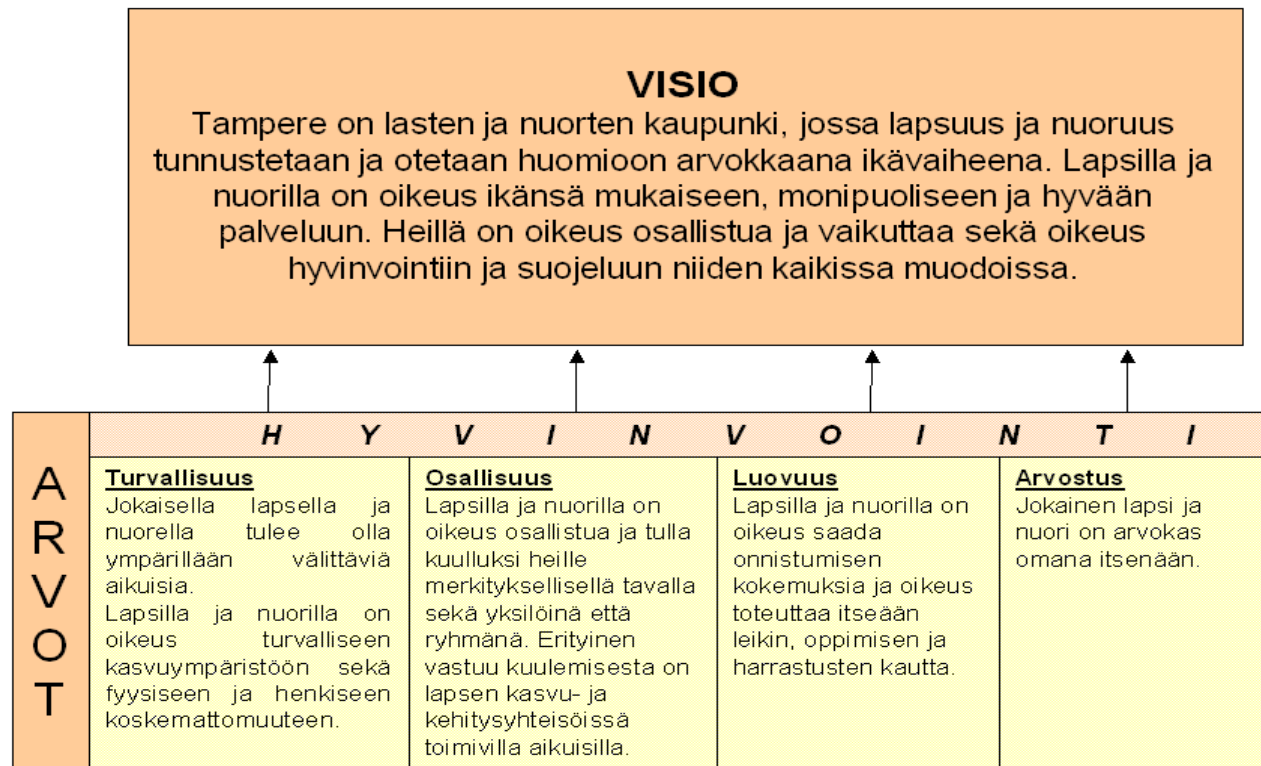 VISIO
Tampere on lasten ja nuorten kaupunki, jossa lapsuus ja nuoruus
tunnustetaan ja otetaan huomioon arvokkaana ikävaiheena. Lapsilla ja
nuorilla on oikeus ikänsä mukaiseen, monipuoliseen ja hyvään
palveluun. Heillä on oikeus osallistua ja vaikuttaa sekä oikeus
hyvinvointiin ja suojeluun niiden kaikissa muodoissa.
ARVOT
HYVINVOINTI
Turvallisuus
Jokaisella lapsella ja
nuorella tulee olla
ympärillään välittäviä
aikuisia.
Lapsilla ja nuorilla on
oikeus turvalliseen
kasvuympäristöön sekä
fyysiseen ja henkiseen
koskemattomuuteen.
Osallisuus
Lapsilla ja nuorilla on
oikeus osallistua ja tulla
kuulluksi heille
merkityksellisellä tavalla
sekä yksilöinä että
ryhmänä. Erityinen
vastuu kuulemisesta on
lapsen kasvu- ja
kehitysyhteisöissä
toimivilla aikuisilla.
Luovuus
Lapsilla ja nuorilla on
oikeus saada
onnistumisen
kokemuksia ja oikeus
toteuttaa itseään
leikin, oppimisen ja
harrastusten kautta.
Arvostus
Jokainen lapsi ja
nuori on arvokas
omana itsenään.